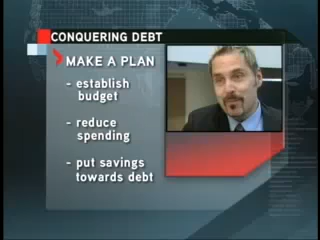 CONQUERING DEBT
MAKE A PLAN
- establish
budget
- reduce
spending
- put savings
towards debt